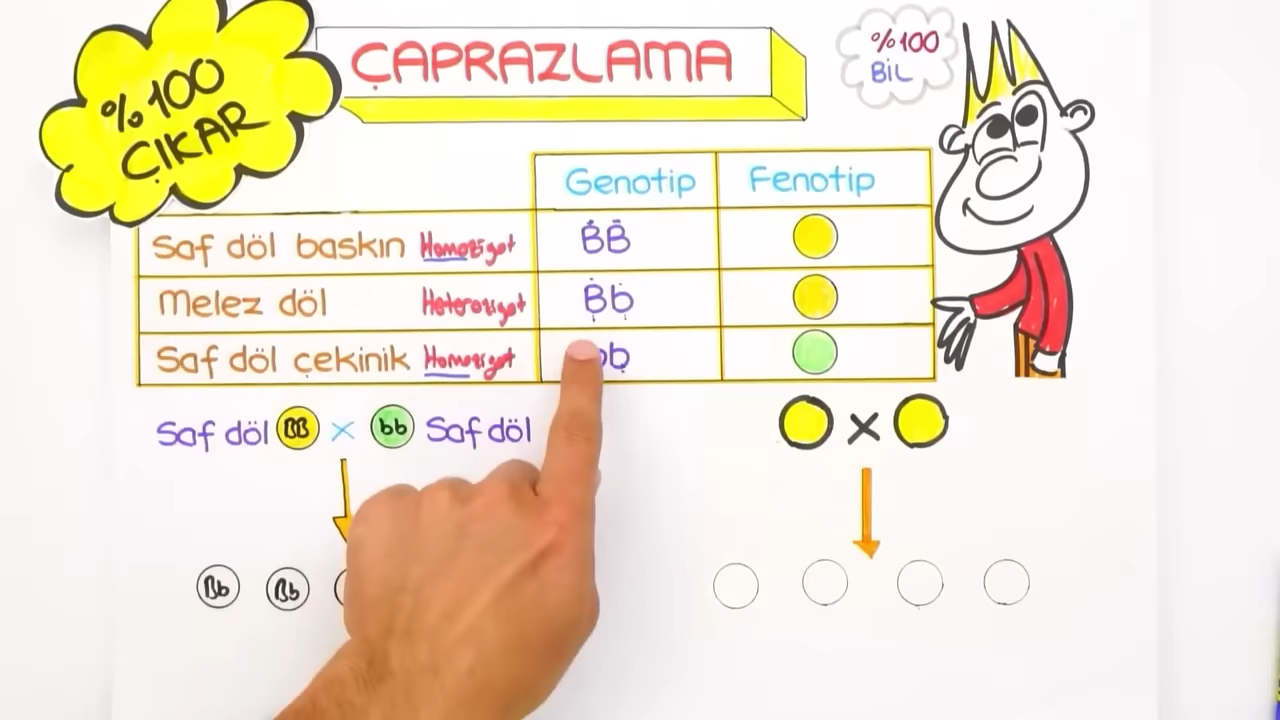 %100
ÇIKAR
ÇAPRAZLAMA
%100
BİL
Genotip Fenotip
Saf döl baskın Homozigot BB
Melez döl Heterozigot Bb
Saf döl çekinik Homozigot bb
Saf döl BB x bb Saf döl
x
Bb Bb